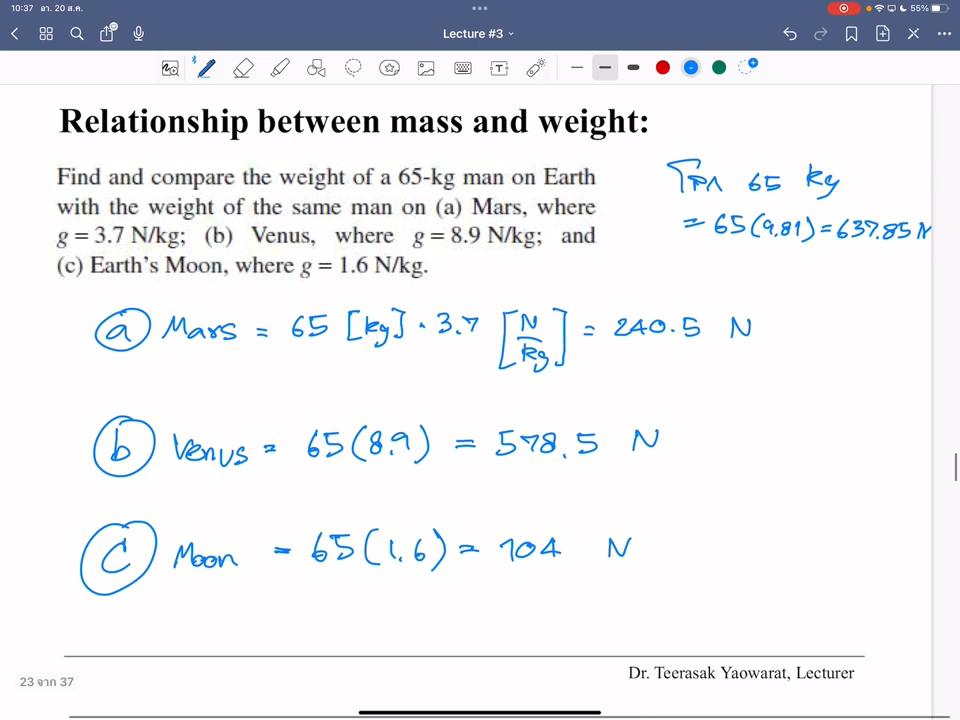 10:37 อา. 20 ส.ค.
55%
Lecture #3
Relationship between mass and weight:
Find and compare the weight of a 65-kg man on Earth
with the weight of the same man on (a) Mars, where
g = 3.7 N/kg; (b) Venus, where g = 8.9 N/kg; and
(c) Earth's Moon, where g = 1.6 N/kg.
โลก 65 kg
= 65(9.81) = 637.85 N
ⓐ Mars = 65 [kg] · 3.7 [N/kg] = 240.5 N
ⓑ Venus = 65(8.9) = 578.5 N
ⓒ Moon = 65(1.6) = 104 N
Dr. Teerasak Yaowarat, Lecturer
23 จาก 37